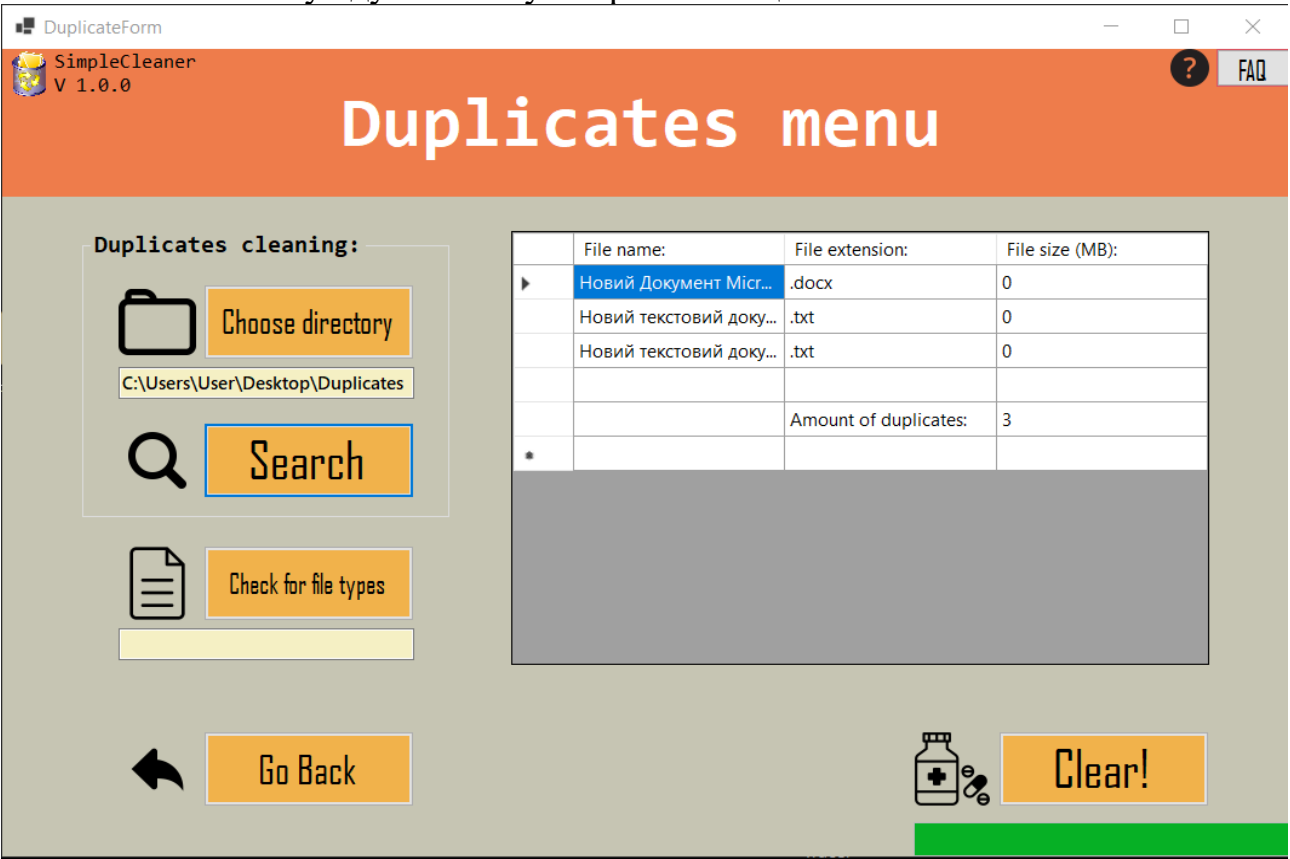 DuplicateForm
SimpleCleaner
V 1.0.0
?
FAQ
Duplicates menu
Duplicates cleaning:
Choose directory
C:\Users\User\Desktop\Duplicates
Search
Check for file types
Go Back
File name: File extension: File size (MB):
Новий Документ Micr... .docx 0
Новий текстовий доку... .txt 0
Новий текстовий доку... .txt 0
Amount of duplicates: 3
Clear!